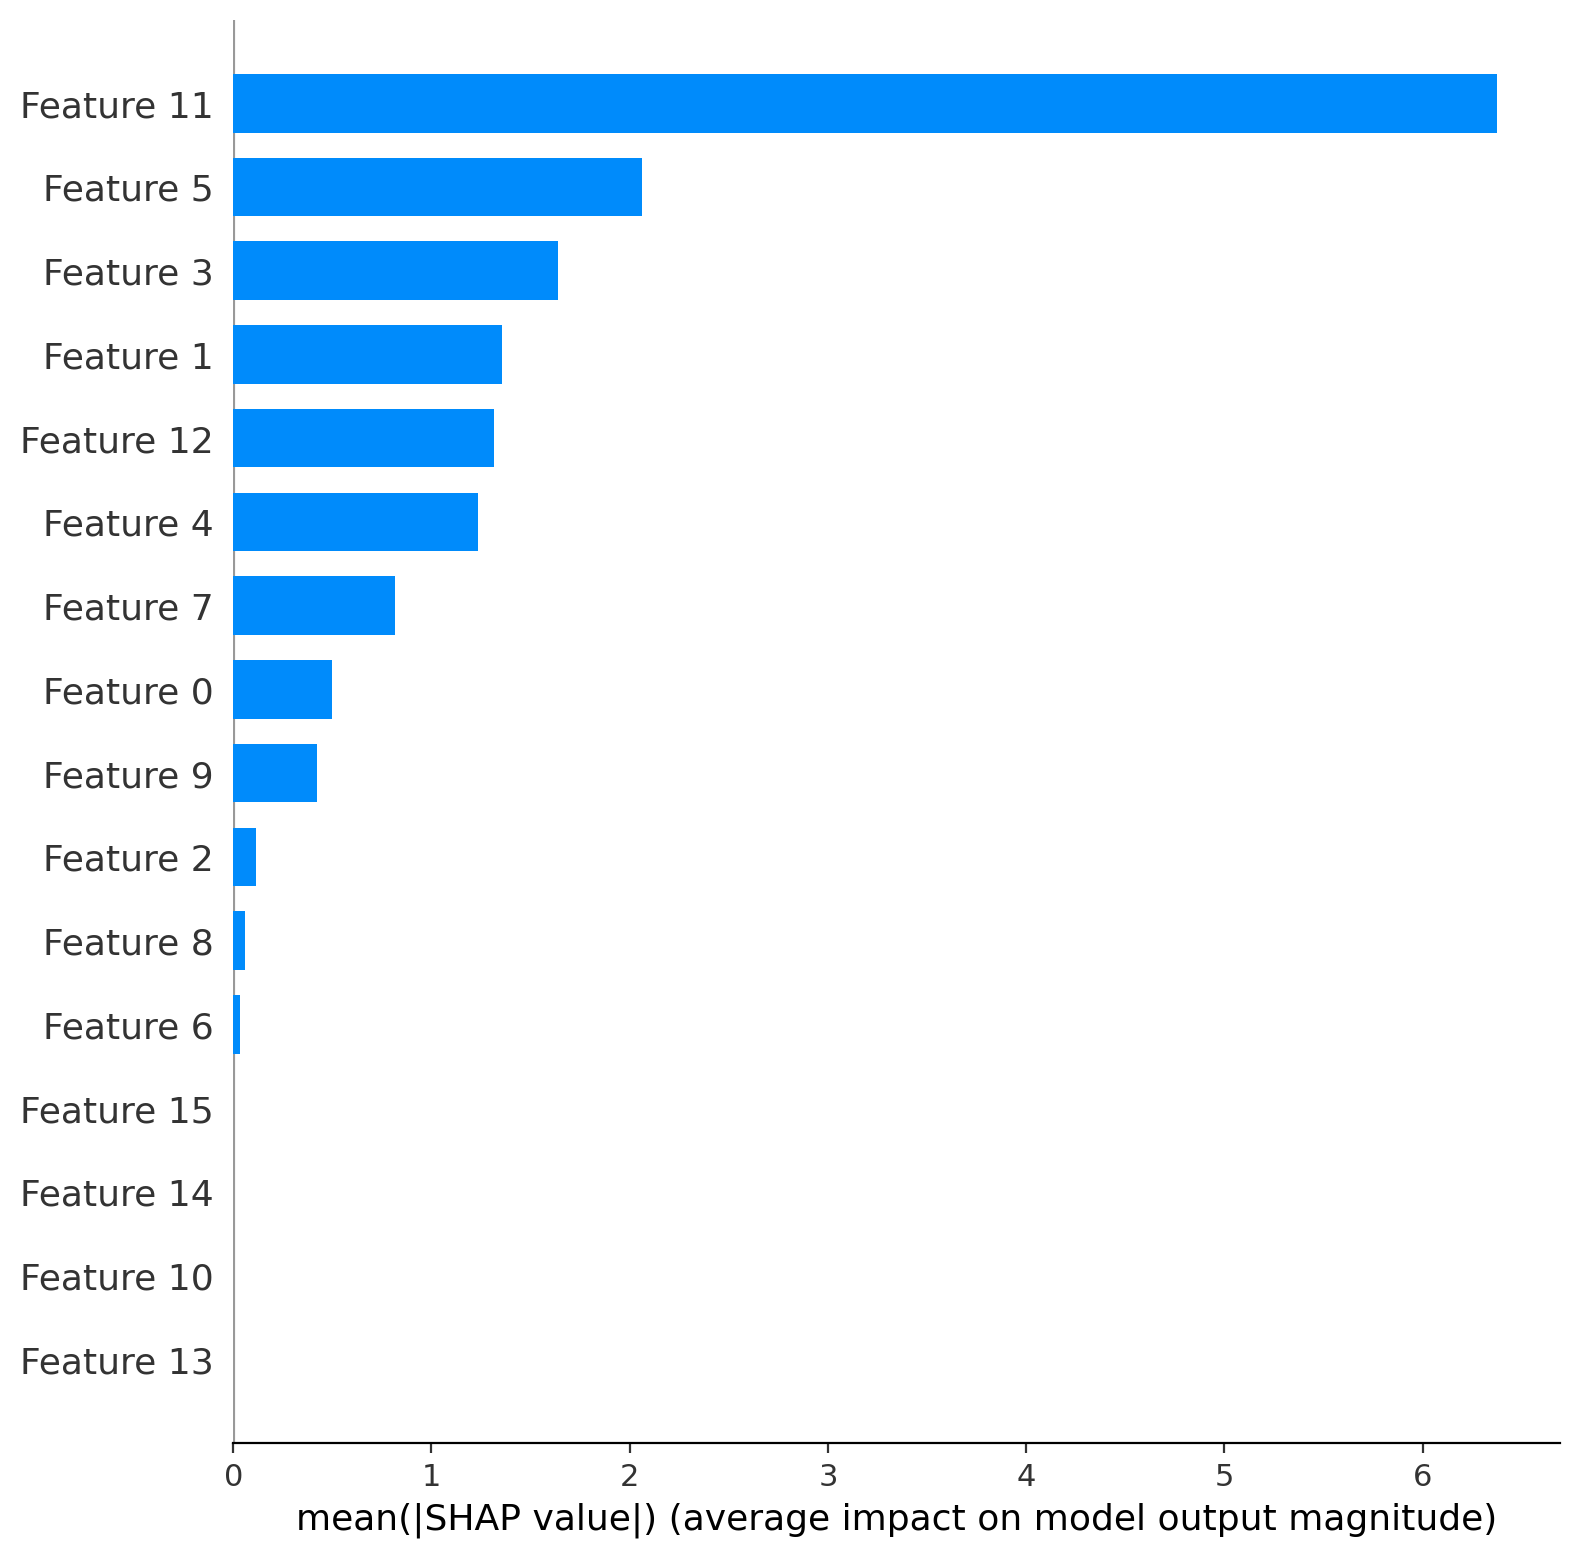 Feature 11
Feature 5
Feature 3
Feature 1
Feature 12
Feature 4
Feature 7
Feature 0
Feature 9
Feature 2
Feature 8
Feature 6
Feature 15
Feature 14
Feature 10
Feature 13
0 1 2 3 4 5 6
mean(|SHAP value|) (average impact on model output magnitude)